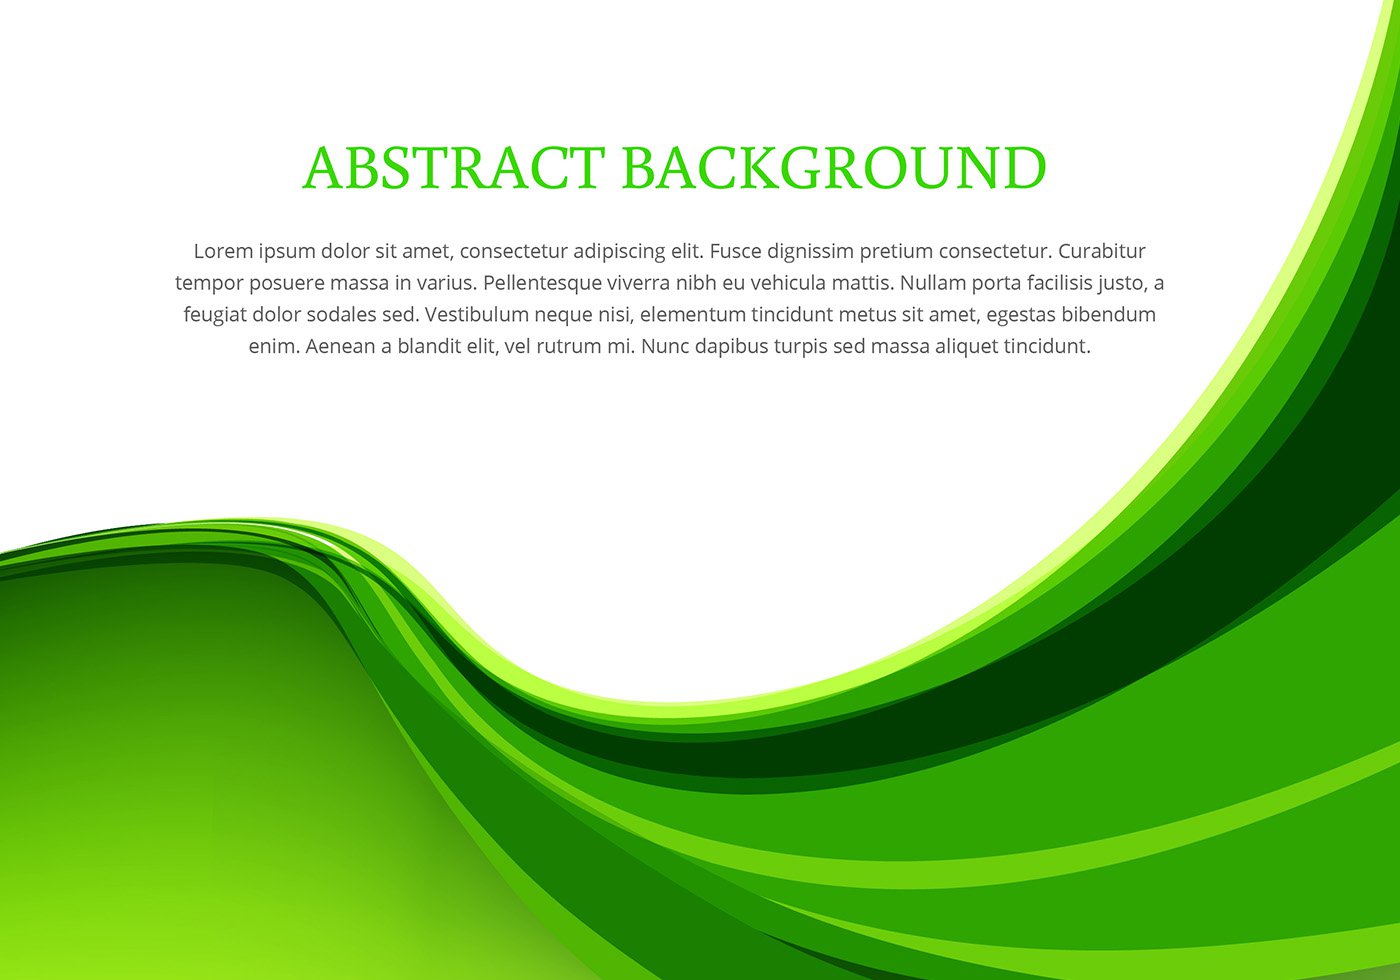 ABSTRACT BACKGROUND
Lorem ipsum dolor sit amet, consectetur adipiscing elit. Fusce dignissim pretium consectetur. Curabitur
tempor posuere massa in varius. Pellentesque viverra nibh eu vehicula mattis. Nullam porta facilisis justo, a
feugiat dolor sodales sed. Vestibulum neque nisi, elementum tincidunt metus sit amet, egestas bibendum
enim. Aenean a blandit elit, vel rutrum mi. Nunc dapibus turpis sed massa aliquet tincidunt.